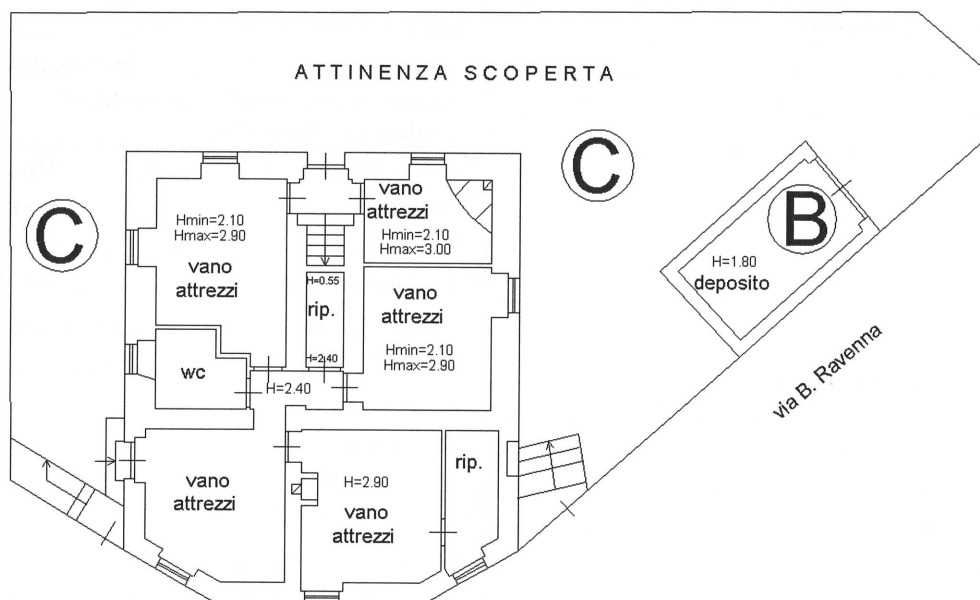 ATTINENZA SCOPERTA
C
C
B
vano
attrezzi
Hmin=2.10
Hmax=3.00
Hmin=2.10
Hmax=2.90
vano
attrezzi
H=0.55
rip.
H=2.40
vano
attrezzi
Hmin=2.10
Hmax=2.90
H=1.80
deposito
wc
H=2.40
via B. Ravenna
vano
attrezzi
H=2.90
vano
attrezzi
rip.